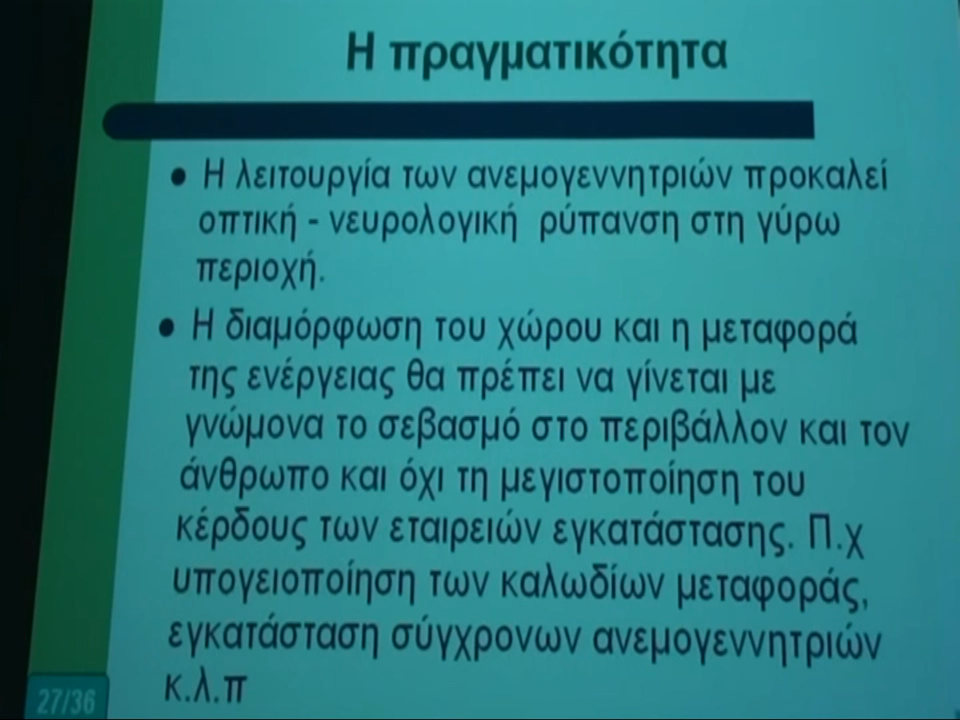 Η πραγματικότητα
• Η λειτουργία των ανεμογεννητριών προκαλεί
οπτική - νευρολογική ρύπανση στη γύρω
περιοχή.
• Η διαμόρφωση του χώρου και η μεταφορά
της ενέργειας θα πρέπει να γίνεται με
γνώμονα το σεβασμό στο περιβάλλον και τον
άνθρωπο και όχι τη μεγιστοποίηση του
κέρδους των εταιρειών εγκατάστασης. Π.χ
υπογειοποίηση των καλωδίων μεταφοράς,
εγκατάσταση σύγχρονων ανεμογεννητριών
κ.λ.π
27/36